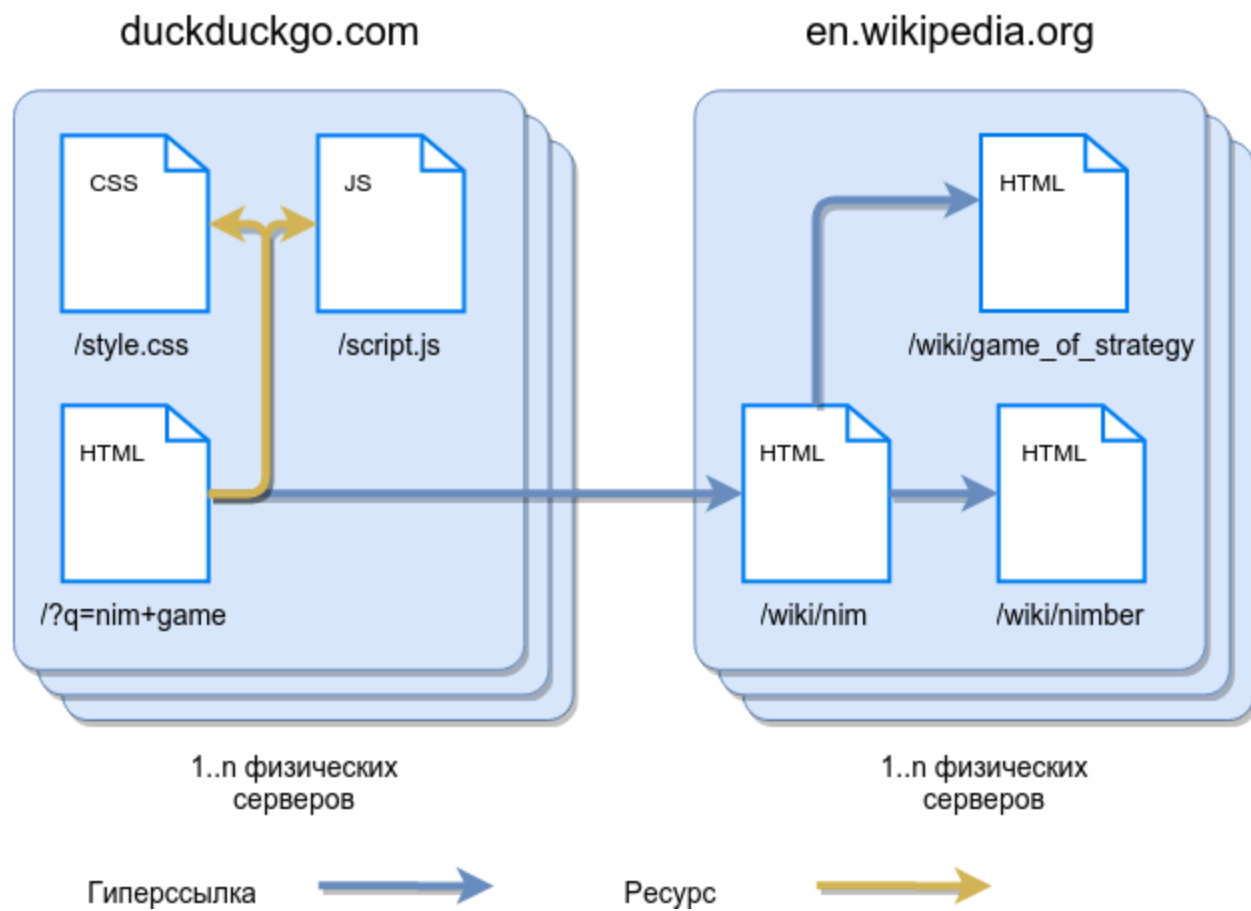 duckduckgo.com
en.wikipedia.org
CSS
JS
HTML
/style.css
/script.js
/wiki/game_of_strategy
HTML
HTML
HTML
/?q=nim+game
/wiki/nim
/wiki/nimber
1..n физических
серверов
1..n физических
серверов
Гиперссылка
Ресурс